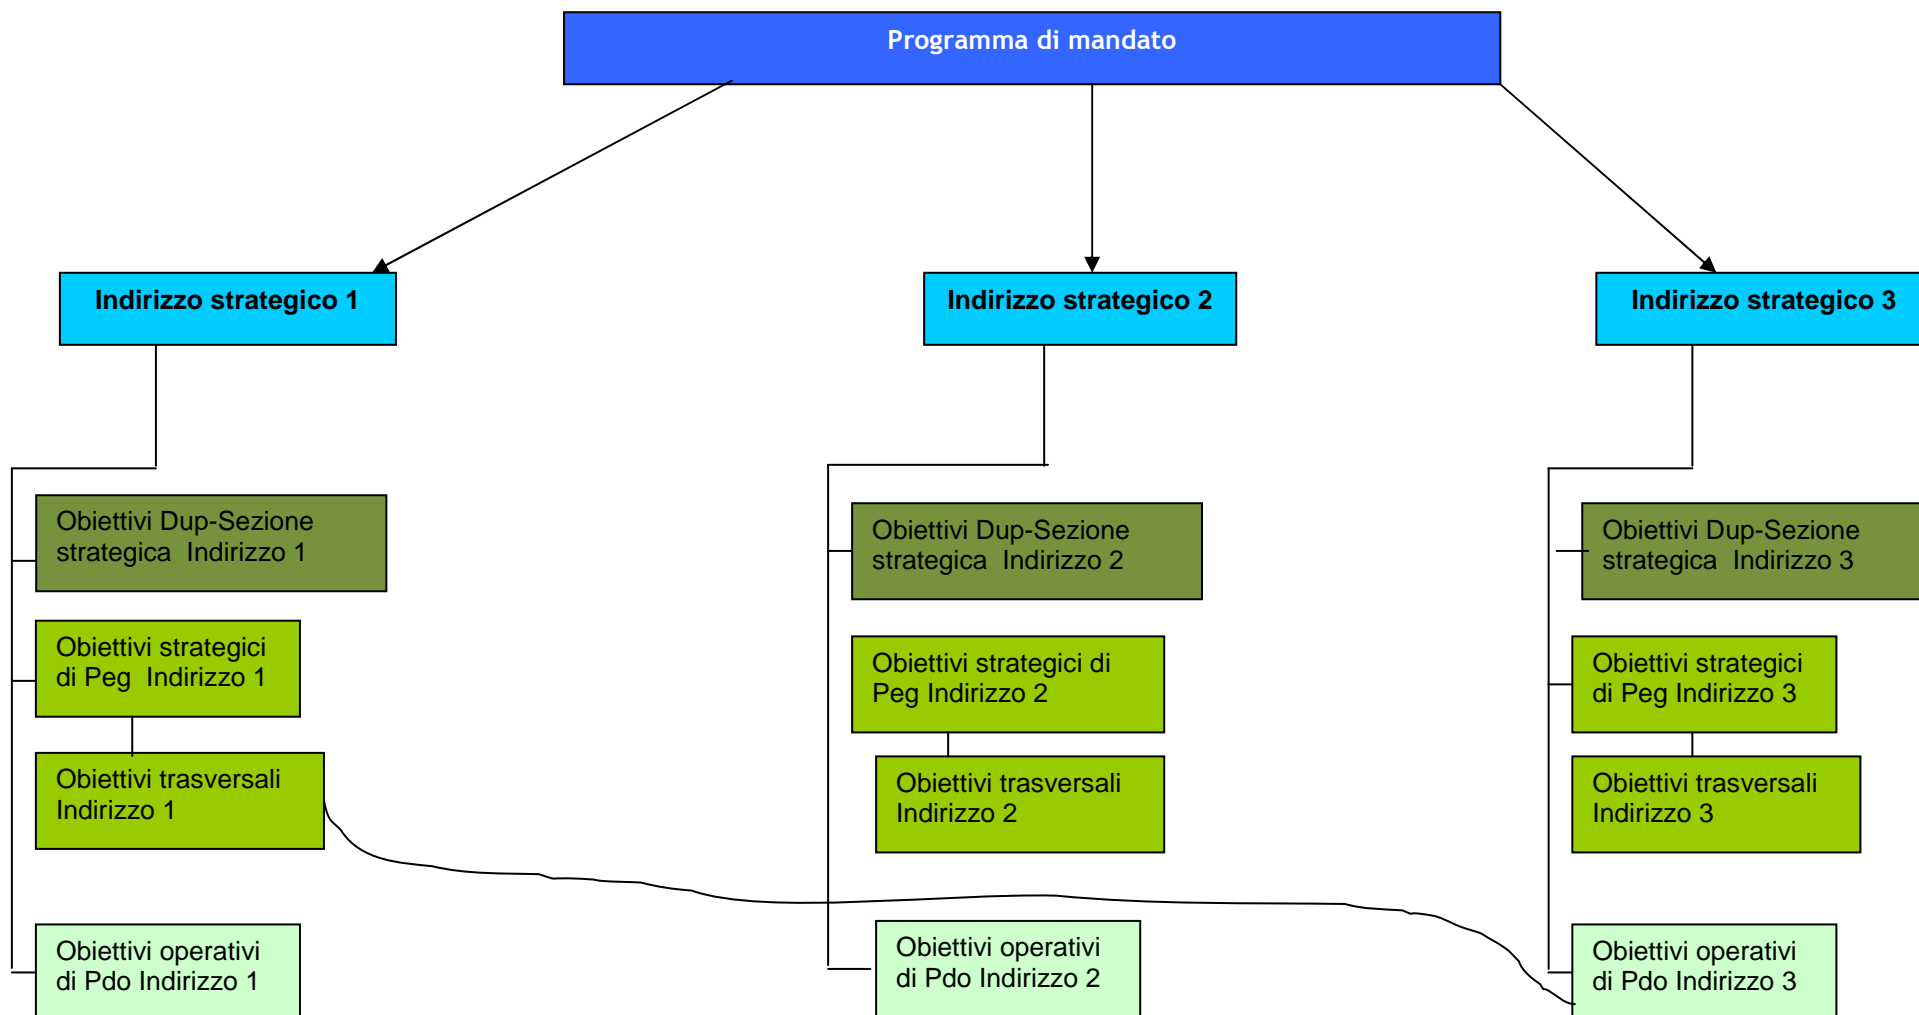 Programma di mandato
Indirizzo strategico 1
Indirizzo strategico 2
Indirizzo strategico 3
Obiettivi Dup-Sezione
strategica  Indirizzo 1
Obiettivi Dup-Sezione
strategica  Indirizzo 2
Obiettivi Dup-Sezione
strategica  Indirizzo 3
Obiettivi strategici
di Peg  Indirizzo 1
Obiettivi strategici di
Peg Indirizzo 2
Obiettivi strategici
di Peg Indirizzo 3
Obiettivi trasversali
Indirizzo 1
Obiettivi trasversali
Indirizzo 2
Obiettivi trasversali
Indirizzo 3
Obiettivi operativi
di Pdo Indirizzo 1
Obiettivi operativi
di Pdo Indirizzo 2
Obiettivi operativi
di Pdo Indirizzo 3